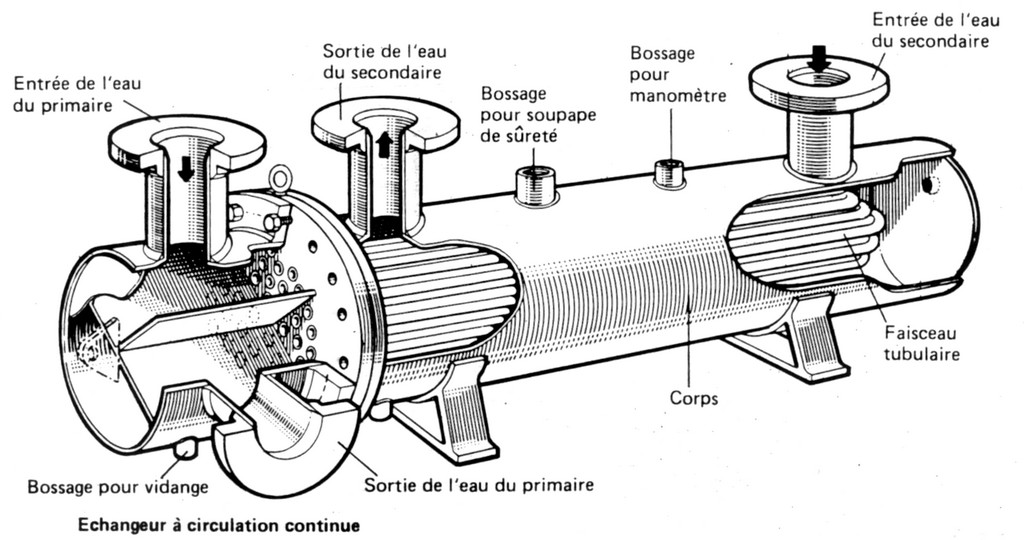 Entrée de l'eau
du primaire
Sortie de l'eau
du secondaire
Bossage
pour soupape
de sûreté
Bossage
pour
manomètre
Entrée de l'eau
du secondaire
Faisceau
tubulaire
Corps
Bossage pour vidange
Sortie de l'eau du primaire
Echangeur à circulation continue